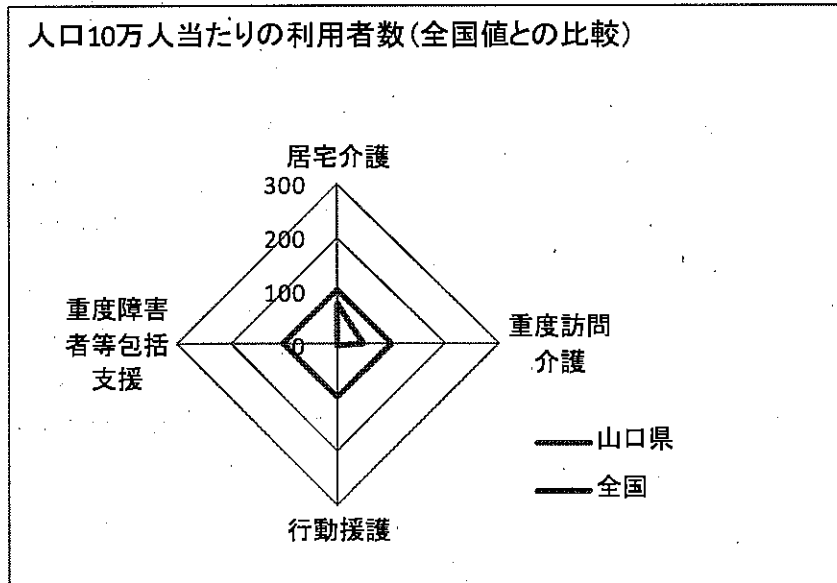 人口10万人当たりの利用者数(全国値との比較)
居宅介護
300
200
100
0
重度障害
者等包括
支援
重度訪問
介護
山口県
全国
行動援護